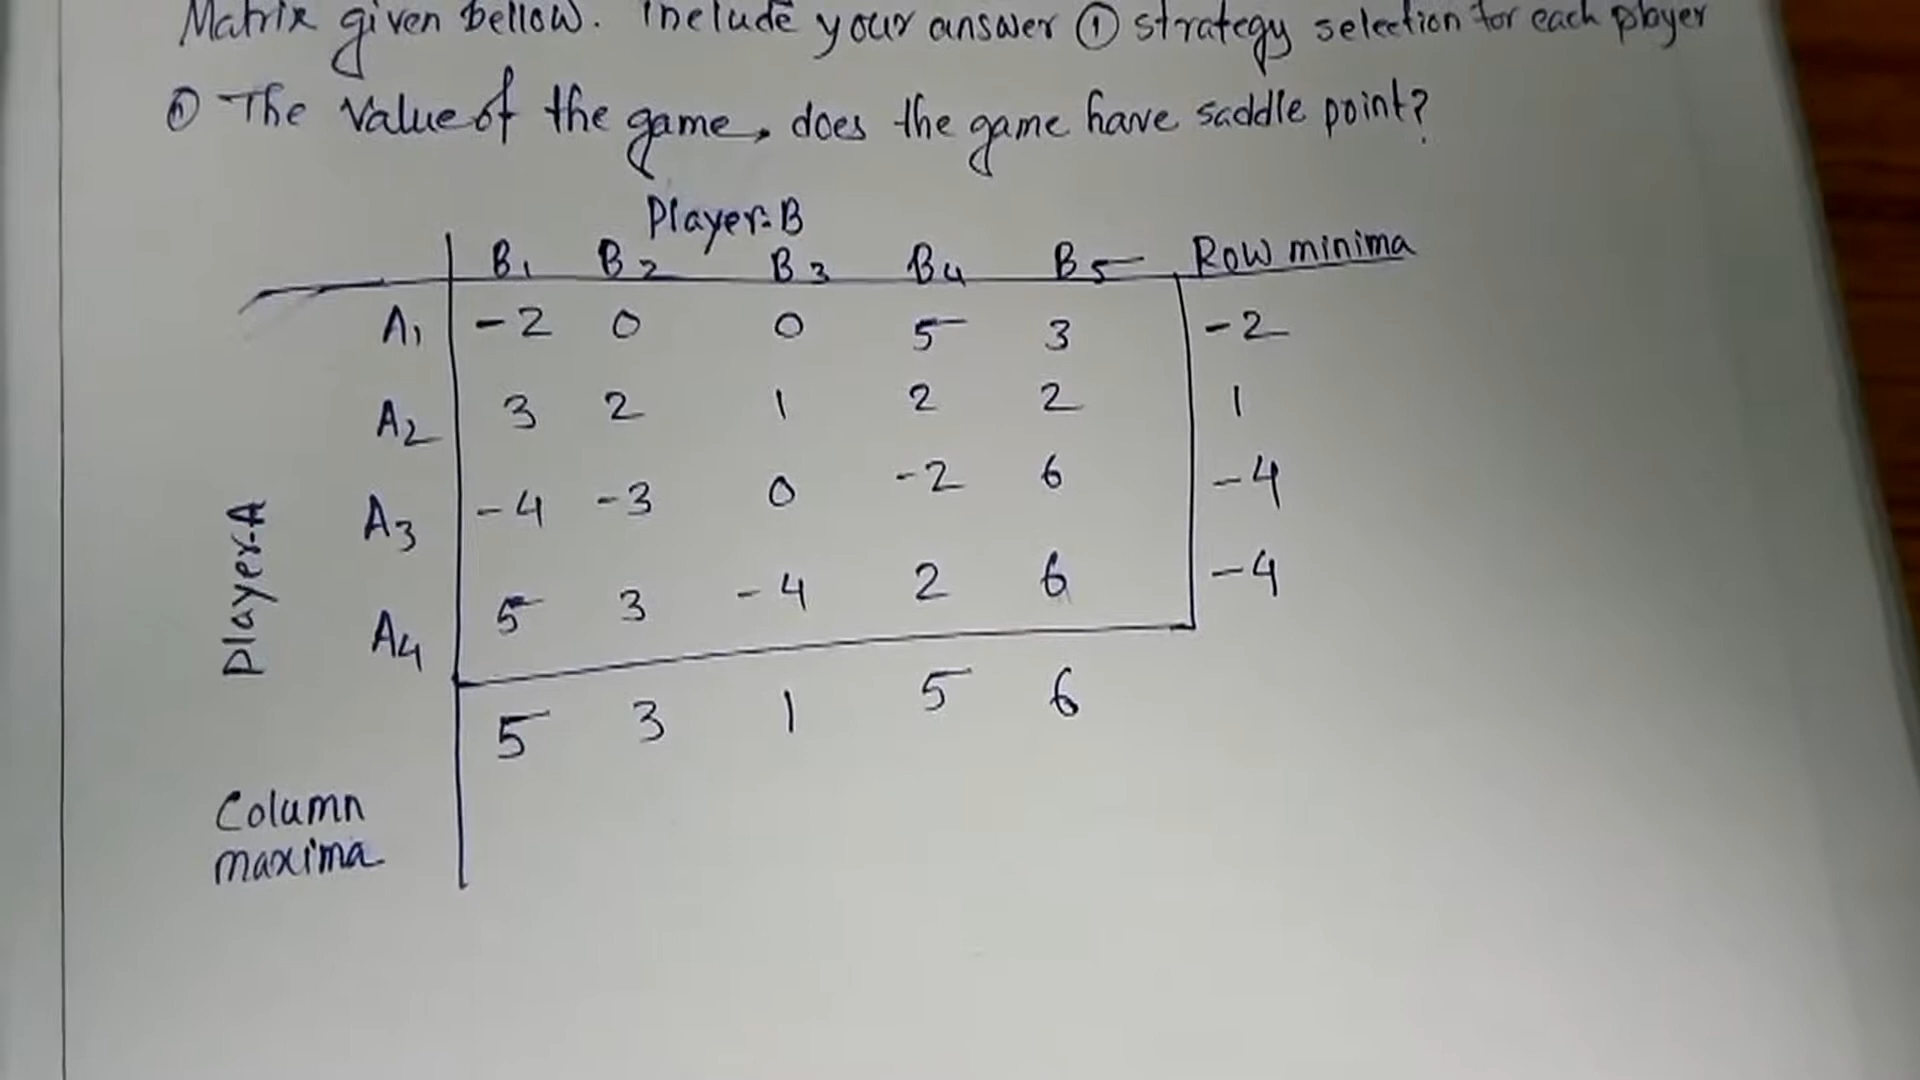 Matrix given bellow. Include your answer ① strategy selection for each player
② The Value of the game, does the game have saddle point?
Player: B
B1 B2 B3 B4 B5 Row minima
A1 -2 0 0 5 3 -2
A2 3 2 1 2 2 1
A3 -4 -3 0 -2 6 -4
A4 5 3 -4 2 6 -4
Player-A
5 3 1 5 6
Column
maxima